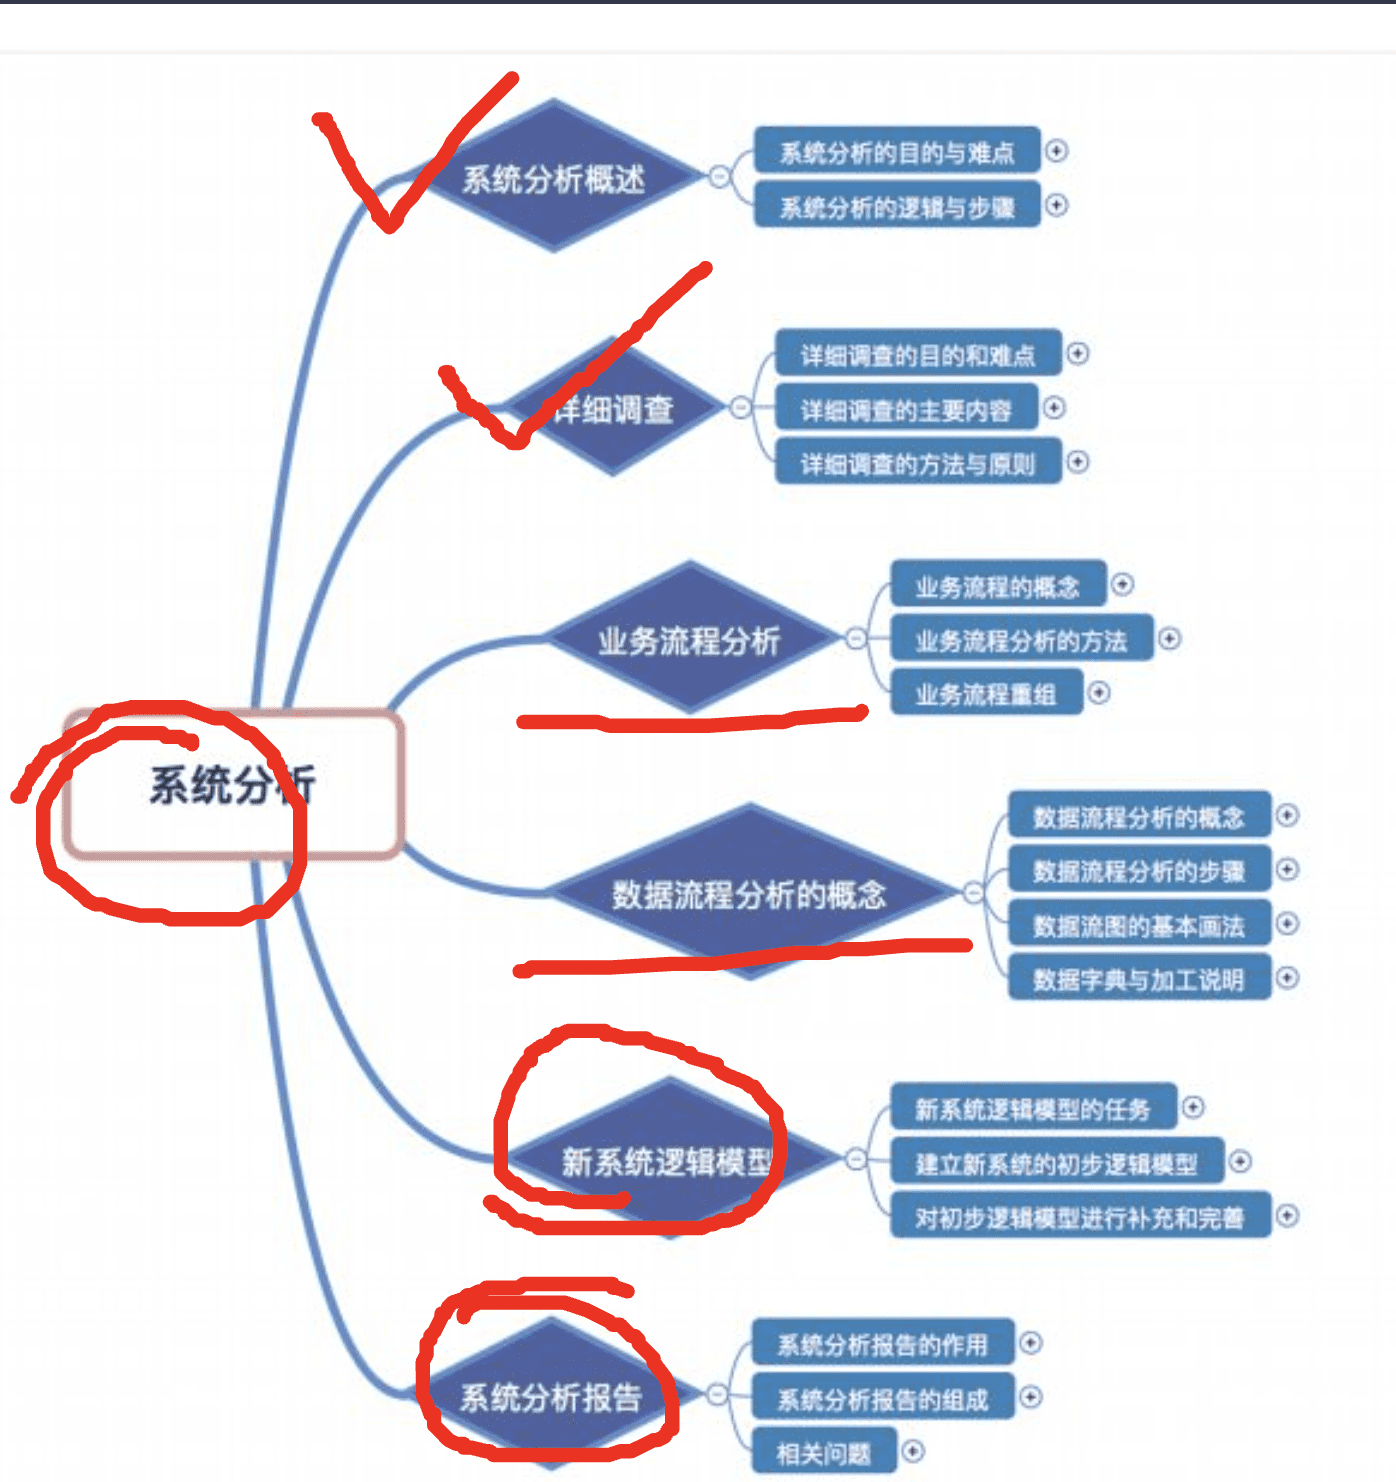 系统分析概述
系统分析的目的与难点
系统分析的逻辑与步骤
详细调查
详细调查的目的和难点
详细调查的主要内容
详细调查的方法与原则
业务流程分析
业务流程的概念
业务流程分析的方法
业务流程重组
系统分析
数据流程分析的概念
数据流程分析的概念
数据流程分析的步骤
数据流图的基本画法
数据字典与加工说明
新系统逻辑模型
新系统逻辑模型的任务
建立新系统的初步逻辑模型
对初步逻辑模型进行补充和完善
系统分析报告
系统分析报告的作用
系统分析报告的组成
相关问题